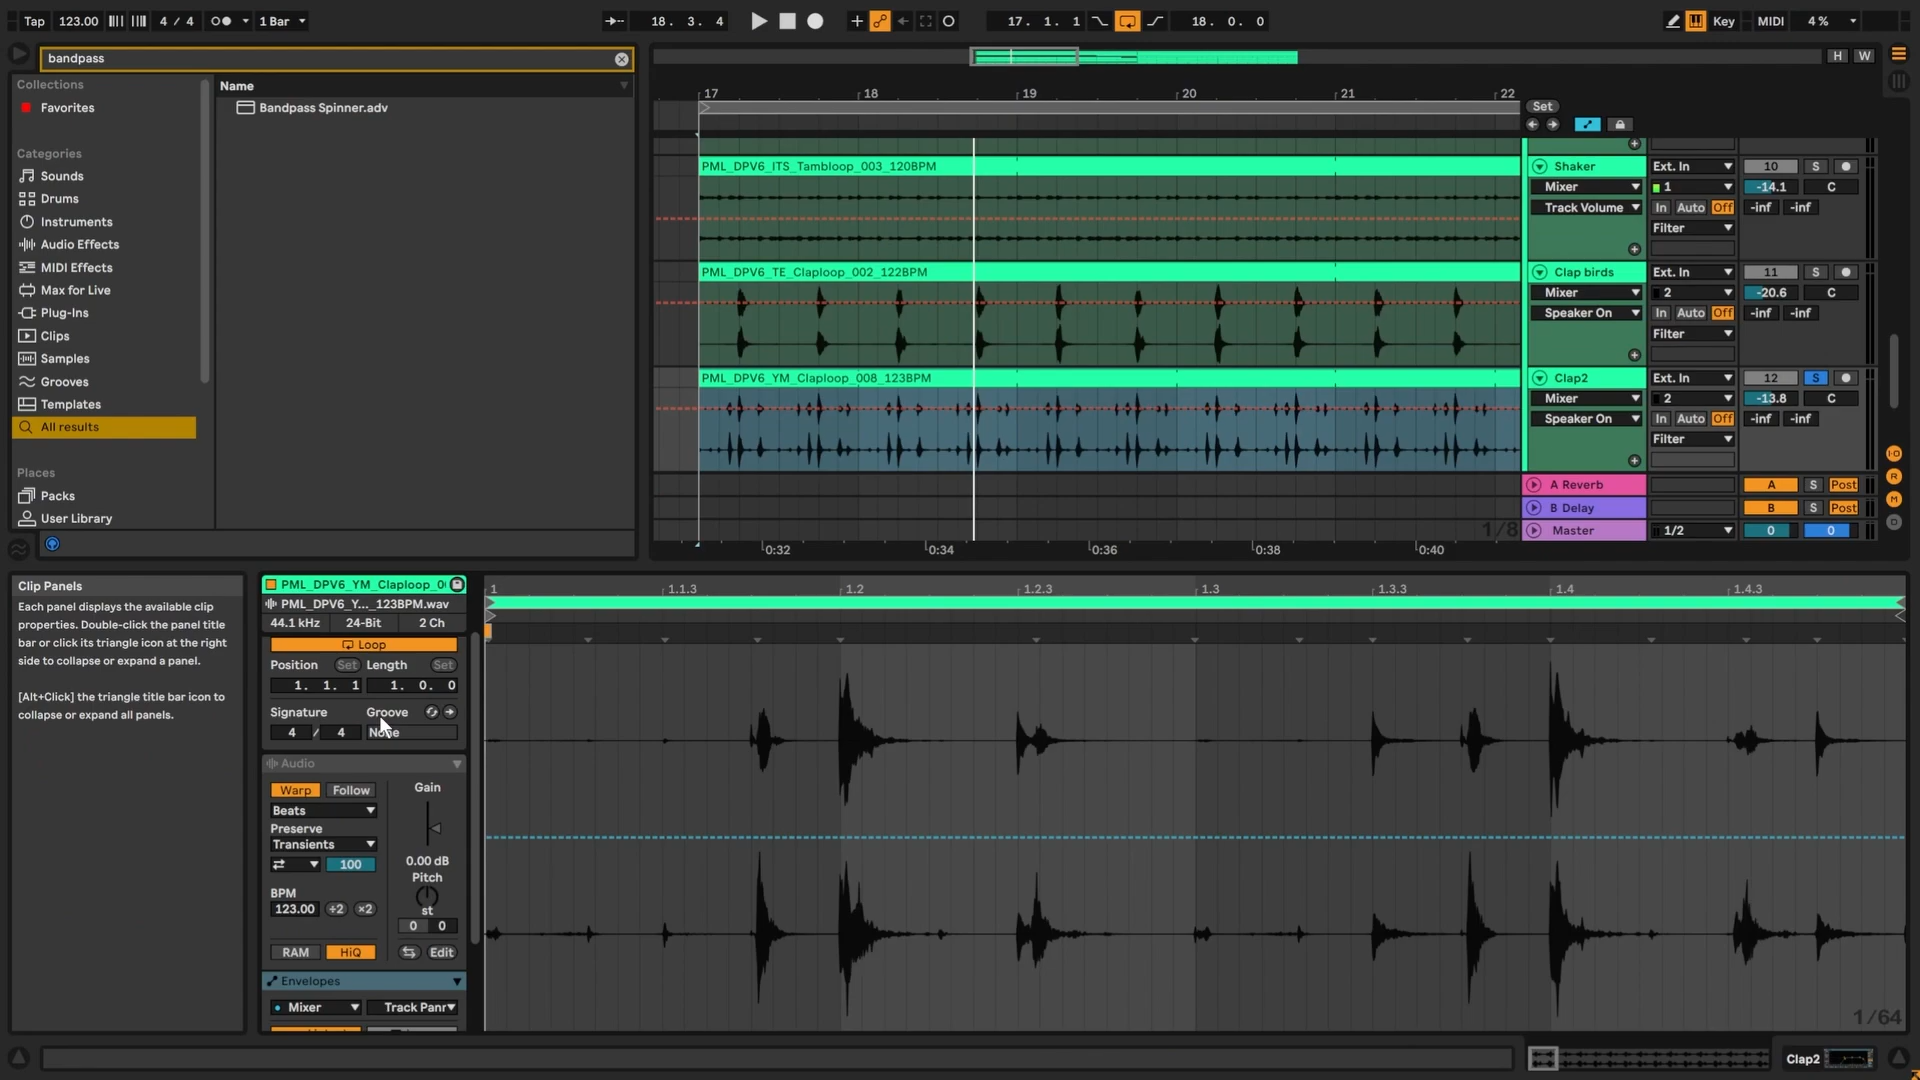 Tap 123.00 4 / 4 1 Bar 18. 3. 4 17. 1. 1 18. 0. 0 Key MIDI 4 %
bandpass
H W
Collections
Name
Favorites
Bandpass Spinner.adv
Categories
Sounds
Drums
Instruments
Audio Effects
MIDI Effects
Max for Live
Plug-Ins
Clips
Samples
Grooves
Templates
All results
Places
Packs
User Library
17 18 19 20 21 22
Set
PML_DPV6_ITS_Tambloop_003_120BPM
Shaker Ext. In 10 S
Mixer 1 -14.1 C
Track Volume In Auto Off -inf -inf
Filter
PML_DPV6_TE_Claploop_002_122BPM
Clap birds Ext. In 11 S
Mixer 2 -20.6 C
Speaker On In Auto Off -inf -inf
Filter
PML_DPV6_YM_Claploop_008_123BPM
Clap2 Ext. In 12 S
Mixer 2 -13.8 C
Speaker On In Auto Off -inf -inf
Filter
A Reverb A S Post
B Delay B S Post
1/8
Master 1/2 0 0
0:32 0:34 0:36 0:38 0:40
I·O
R
M
D
Clip Panels
Each panel displays the available clip
properties. Double-click the panel title
bar or click its triangle icon at the right
side to collapse or expand a panel.
[Alt+Click] the triangle title bar icon to
collapse or expand all panels.
PML_DPV6_YM_Claploop_0
PML_DPV6_Y..._123BPM.wav
44.1 kHz 24-Bit 2 Ch
Loop
Position Set Length Set
1. 1. 1 1. 0. 0
Signature Groove
4 / 4 None
Audio
Warp Follow Gain
Beats
Preserve
Transients
100 0.00 dB
Pitch
BPM
st
123.00 ÷2 ×2
0 0
RAM HiQ Edit
Envelopes
Mixer Track Pann
1 1.1.3 1.2 1.2.3 1.3 1.3.3 1.4 1.4.3
1/64
Clap2